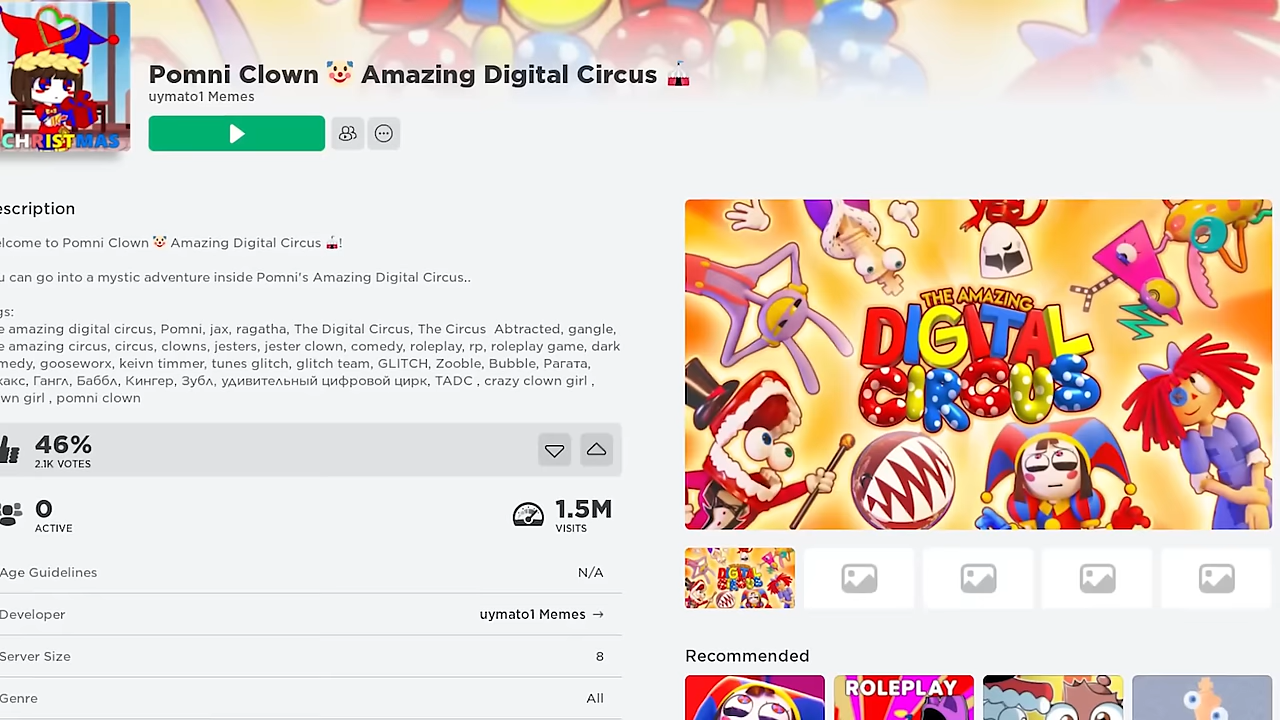 Pomni Clown 🤡 Amazing Digital Circus 🎪
uymato1 Memes
CHRISTMAS
escription
elcome to Pomni Clown 🤡 Amazing Digital Circus 🎪!
u can go into a mystic adventure inside Pomni's Amazing Digital Circus..
gs:
e amazing digital circus, Pomni, jax, ragatha, The Digital Circus, The Circus Abtracted, gangle,
e amazing circus, circus, clowns, jesters, jester clown, comedy, roleplay, rp, roleplay game, dark
medy, gooseworx, keivn timmer, tunes glitch, glitch team, GLITCH, Zooble, Bubble, Рагата,
какс, Гангл, Баббл, Кингер, Зубл, удивительный цифровой цирк, TADC , crazy clown girl ,
wn girl , pomni clown
46%
2.1K VOTES
0
ACTIVE
1.5M
VISITS
Age Guidelines N/A
Developer uymato1 Memes →
Server Size 8
Genre All
THE AMAZING
DIGITAL
CIRCUS
DIGITAL
CIRCUS
Recommended
ROLEPLAY